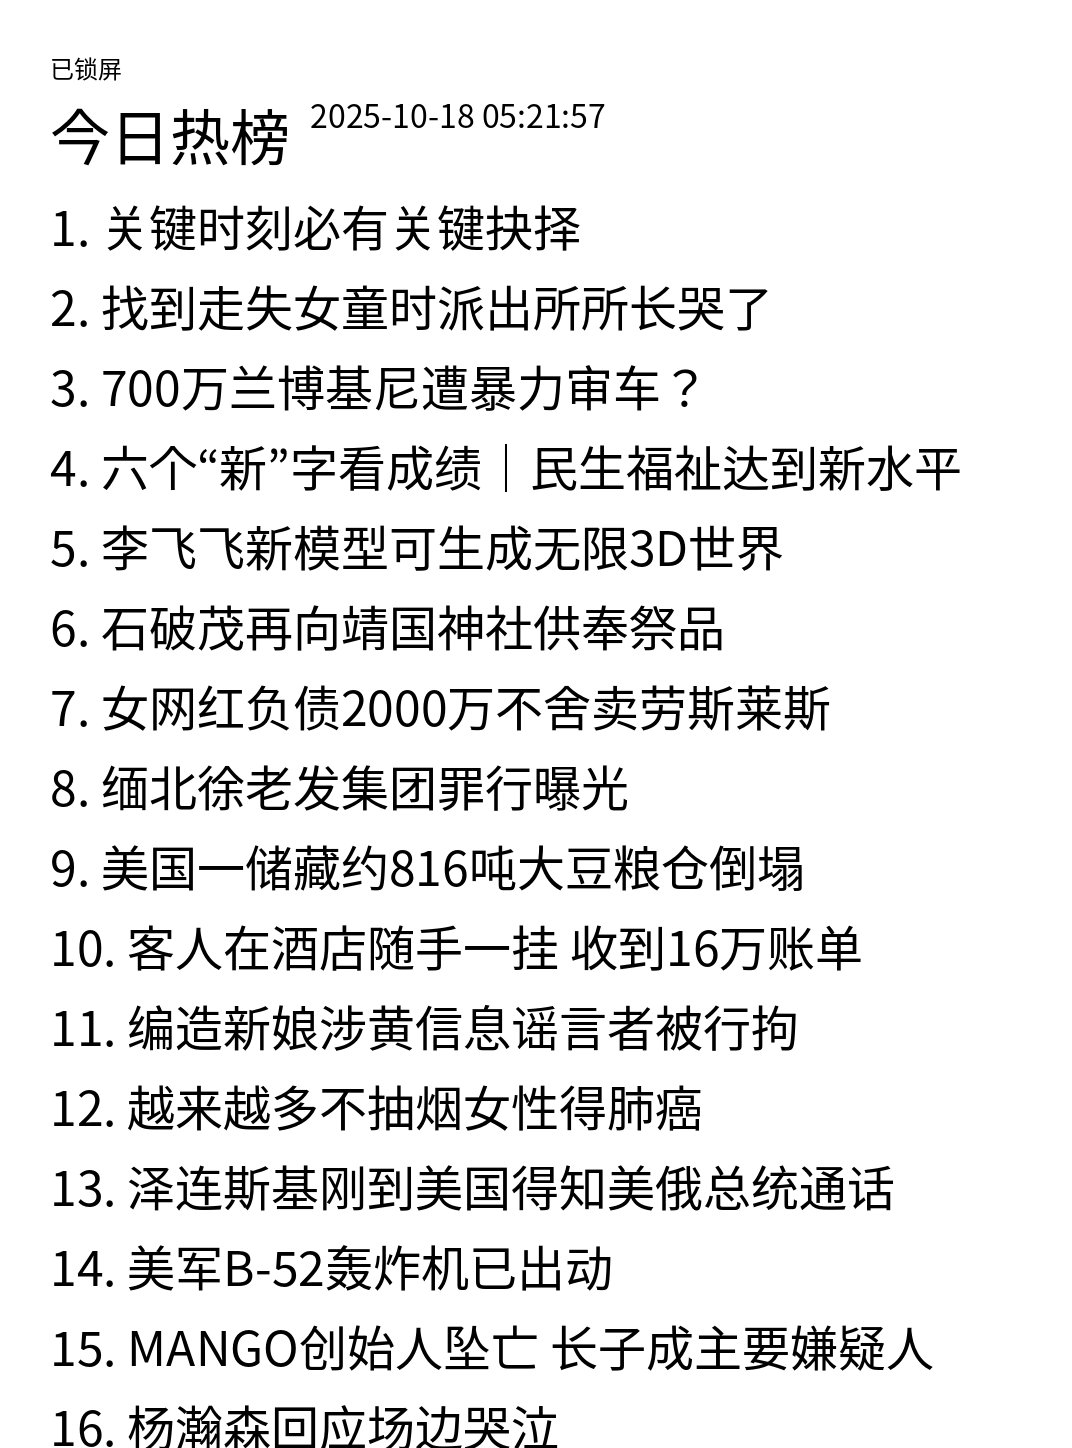 已锁屏
今日热榜 2025-10-18 05:21:57
1. 关键时刻必有关键抉择
2. 找到走失女童时派出所所长哭了
3. 700万兰博基尼遭暴力审车？
4. 六个“新”字看成绩｜民生福祉达到新水平
5. 李飞飞新模型可生成无限3D世界
6. 石破茂再向靖国神社供奉祭品
7. 女网红负债2000万不舍卖劳斯莱斯
8. 缅北徐老发集团罪行曝光
9. 美国一储藏约816吨大豆粮仓倒塌
10. 客人在酒店随手一挂 收到16万账单
11. 编造新娘涉黄信息谣言者被行拘
12. 越来越多不抽烟女性得肺癌
13. 泽连斯基刚到美国得知美俄总统通话
14. 美军B-52轰炸机已出动
15. MANGO创始人坠亡 长子成主要嫌疑人
16. 杨瀚森回应场边哭泣